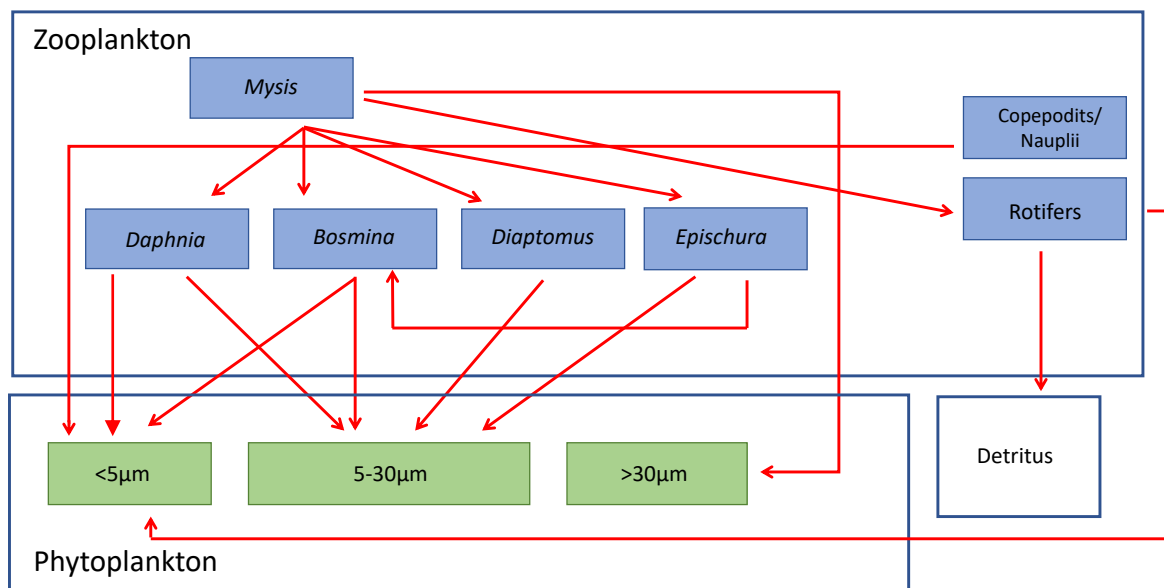 Zooplankton
Mysis
Copepodits/
Nauplii
Rotifers
Daphnia
Bosmina
Diaptomus
Epischura
<5µm
5-30µm
>30µm
Detritus
Phytoplankton